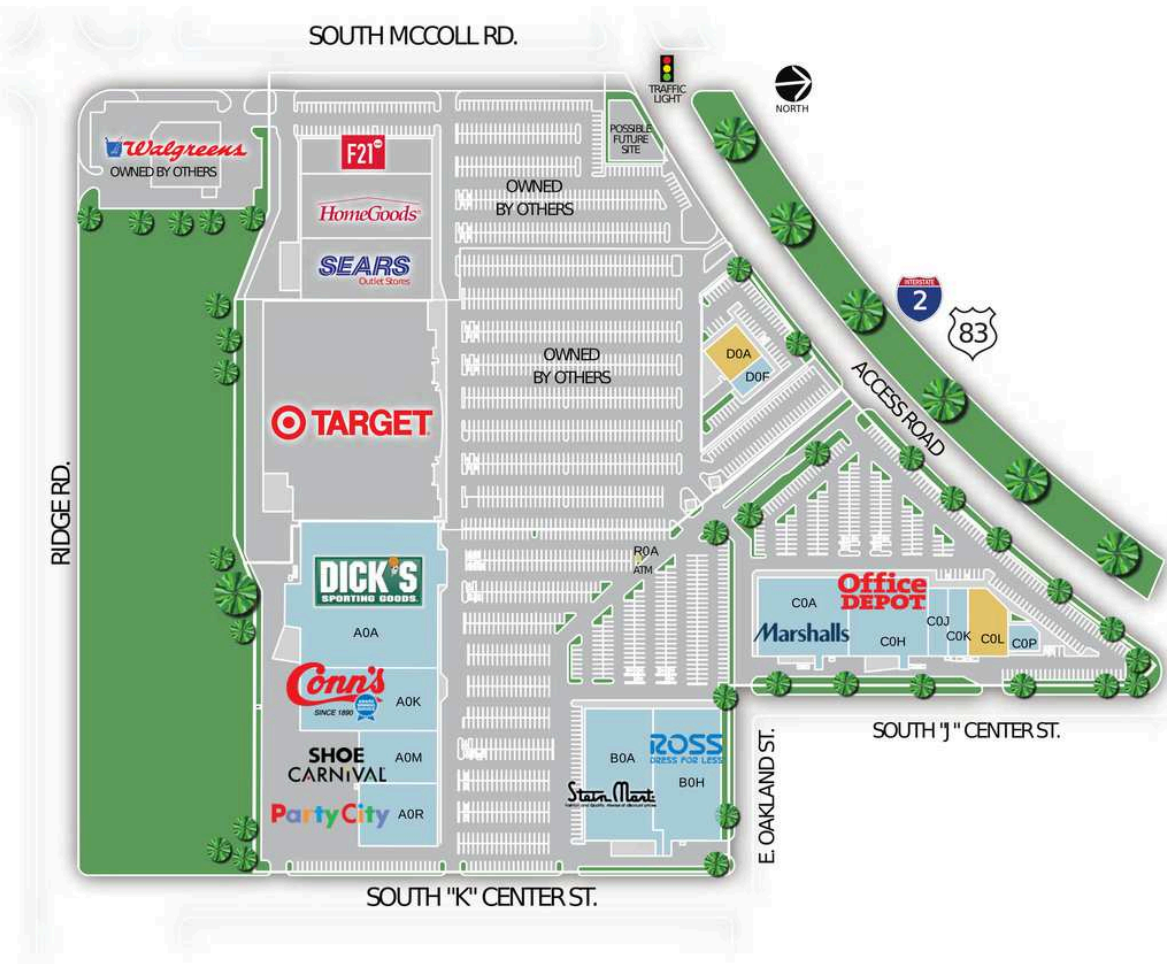 SOUTH MCCOLL RD.
TRAFFIC
LIGHT
NORTH
POSSIBLE
FUTURE
SITE
Walgreens
OWNED BY OTHERS
F21
OWNED
BY OTHERS
HomeGoods
SEARS
Outlet Stores
INTERSTATE
2
83
OWNED
BY OTHERS
D0A
D0F
ACCESS ROAD
TARGET
RIDGE RD.
R0A
ATM
DICK'S
SPORTING GOODS.
A0A
Office
DEPOT
C0A
Marshalls
C0H
C0J
C0K
C0L
C0P
Conn's
SINCE 1890
A0K
SOUTH "J" CENTER ST.
E. OAKLAND ST.
SHOE
CARNIVAL
A0M
ROSS
DRESS FOR LESS
B0A
B0H
Stein Mart
Party City
A0R
SOUTH "K" CENTER ST.